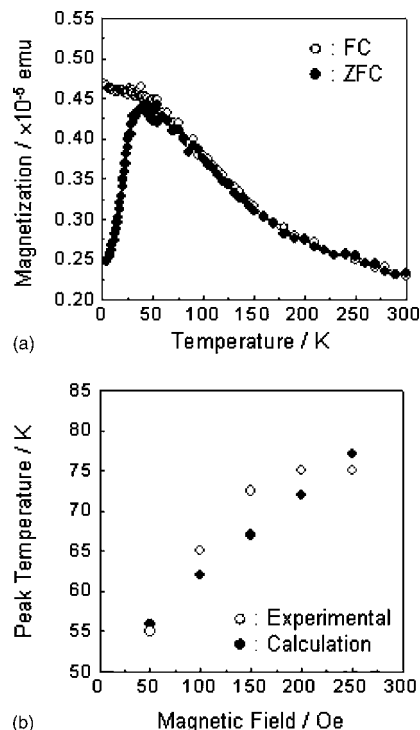 0.55
0.50
0.45
0.40
0.35
0.30
0.25
0.20
Magnetization / ×10⁻⁵ emu
○ : FC
● : ZFC
0 50 100 150 200 250 300
(a) Temperature / K
85
80
75
70
65
60
55
50
Peak Temperature / K
○ : Experimental
● : Calculation
0 50 100 150 200 250 300
(b) Magnetic Field / Oe